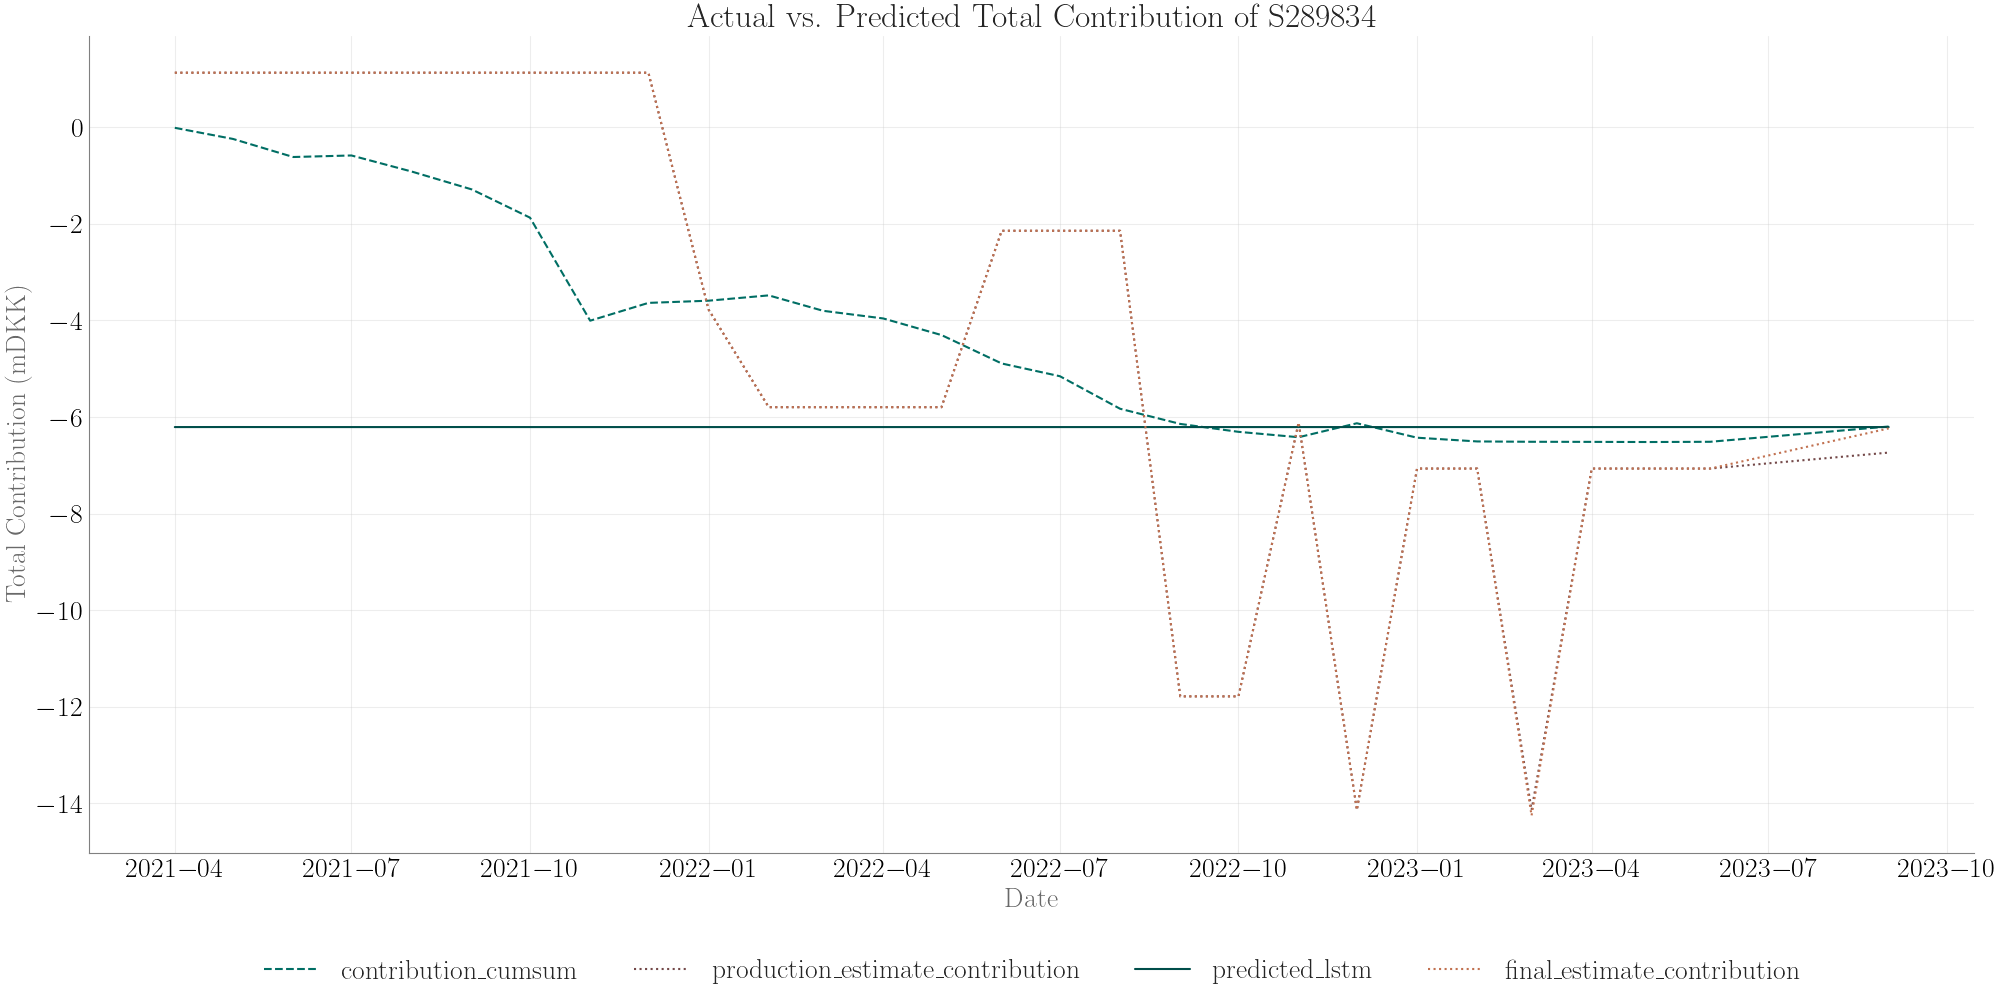 Actual vs. Predicted Total Contribution of S289834
Total Contribution (mDKK)
0
−2
−4
−6
−8
−10
−12
−14
2021−04 2021−07 2021−10 2022−01 2022−04 2022−07 2022−10 2023−01 2023−04 2023−07 2023−10
Date
contribution_cumsum production_estimate_contribution predicted_lstm final_estimate_contribution